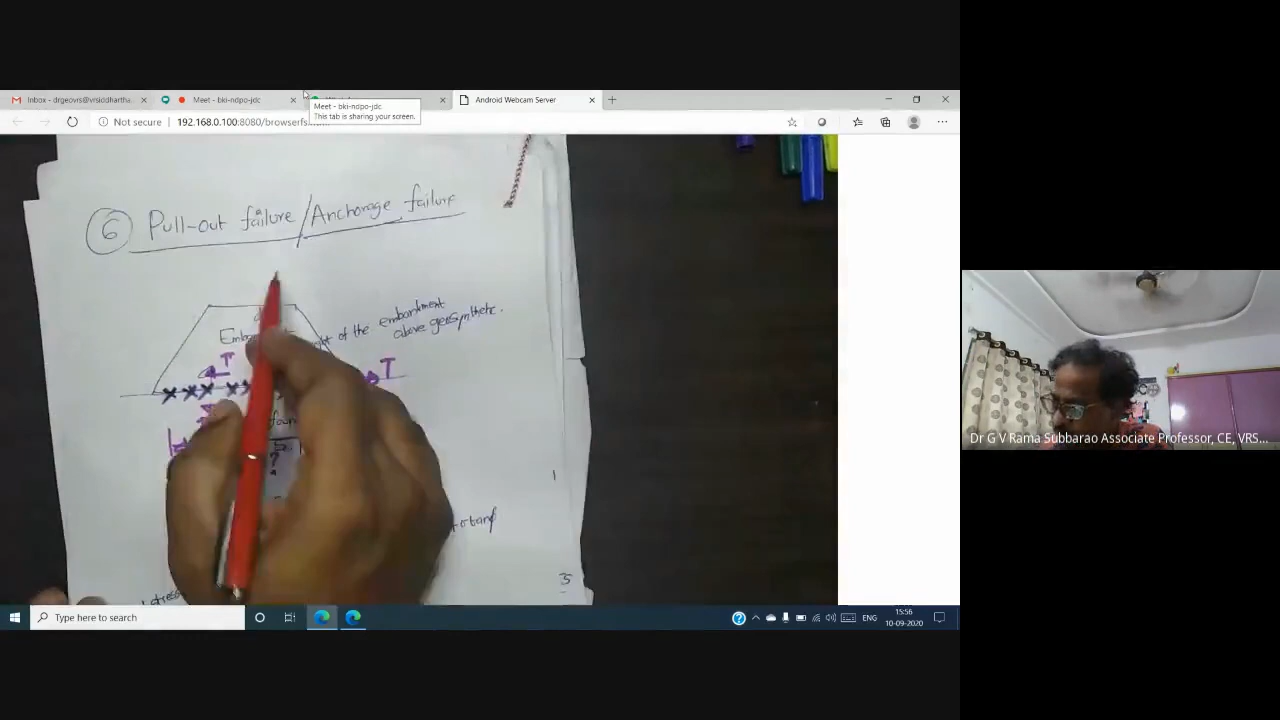 Inbox - drgeovrs@vrsiddhartha...
Meet - bki-ndpo-jdc
Android Webcam Server
Meet - bki-ndpo-jdc
This tab is sharing your screen.
Not secure
192.168.0.100:8080/browserfs
6 Pull-out failure/Anchorage failure
of the embankment
above geosynthetic.
T
T
?
+σtanφ
3
Dr G V Rama Subbarao Associate Professor, CE, VRS...
Type here to search
ENG
15:56
10-09-2020